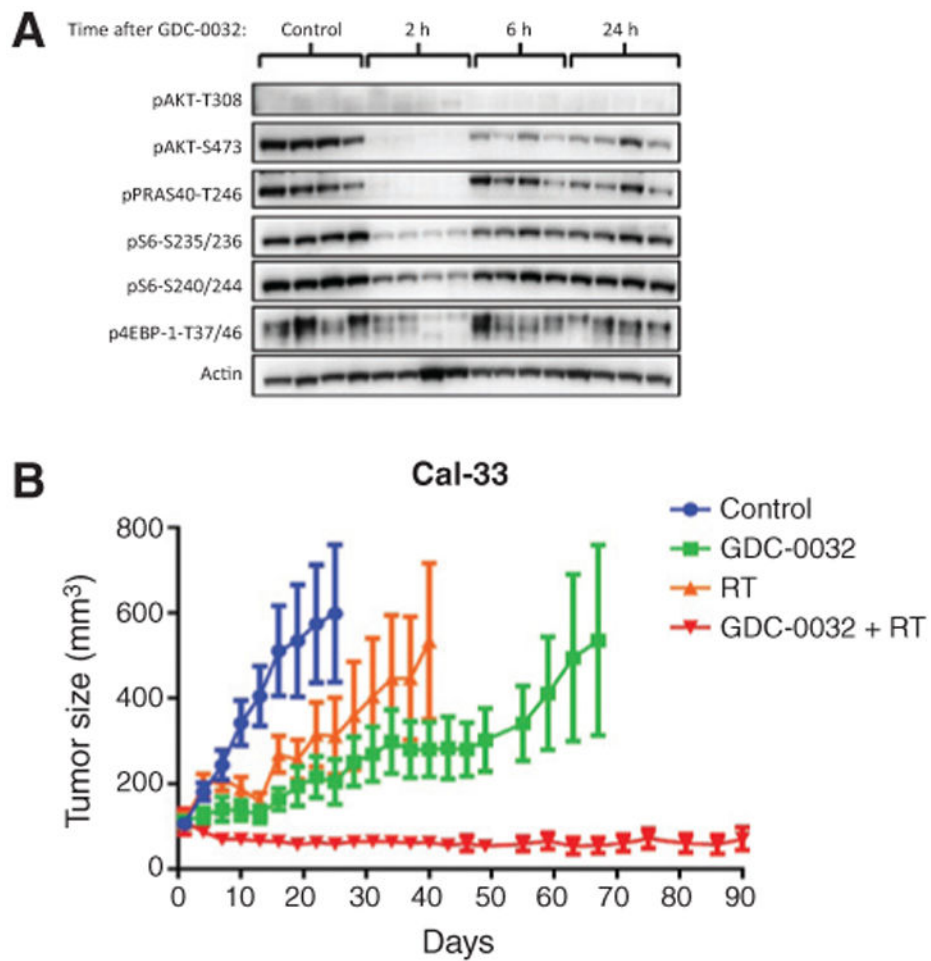 A
Time after GDC-0032: Control 2 h 6 h 24 h
pAKT-T308
pAKT-S473
pPRAS40-T246
pS6-S235/236
pS6-S240/244
p4EBP-1-T37/46
Actin
B
Cal-33
Tumor size (mm³)
800
600
400
200
0
0 10 20 30 40 50 60 70 80 90
Days
Control
GDC-0032
RT
GDC-0032 + RT